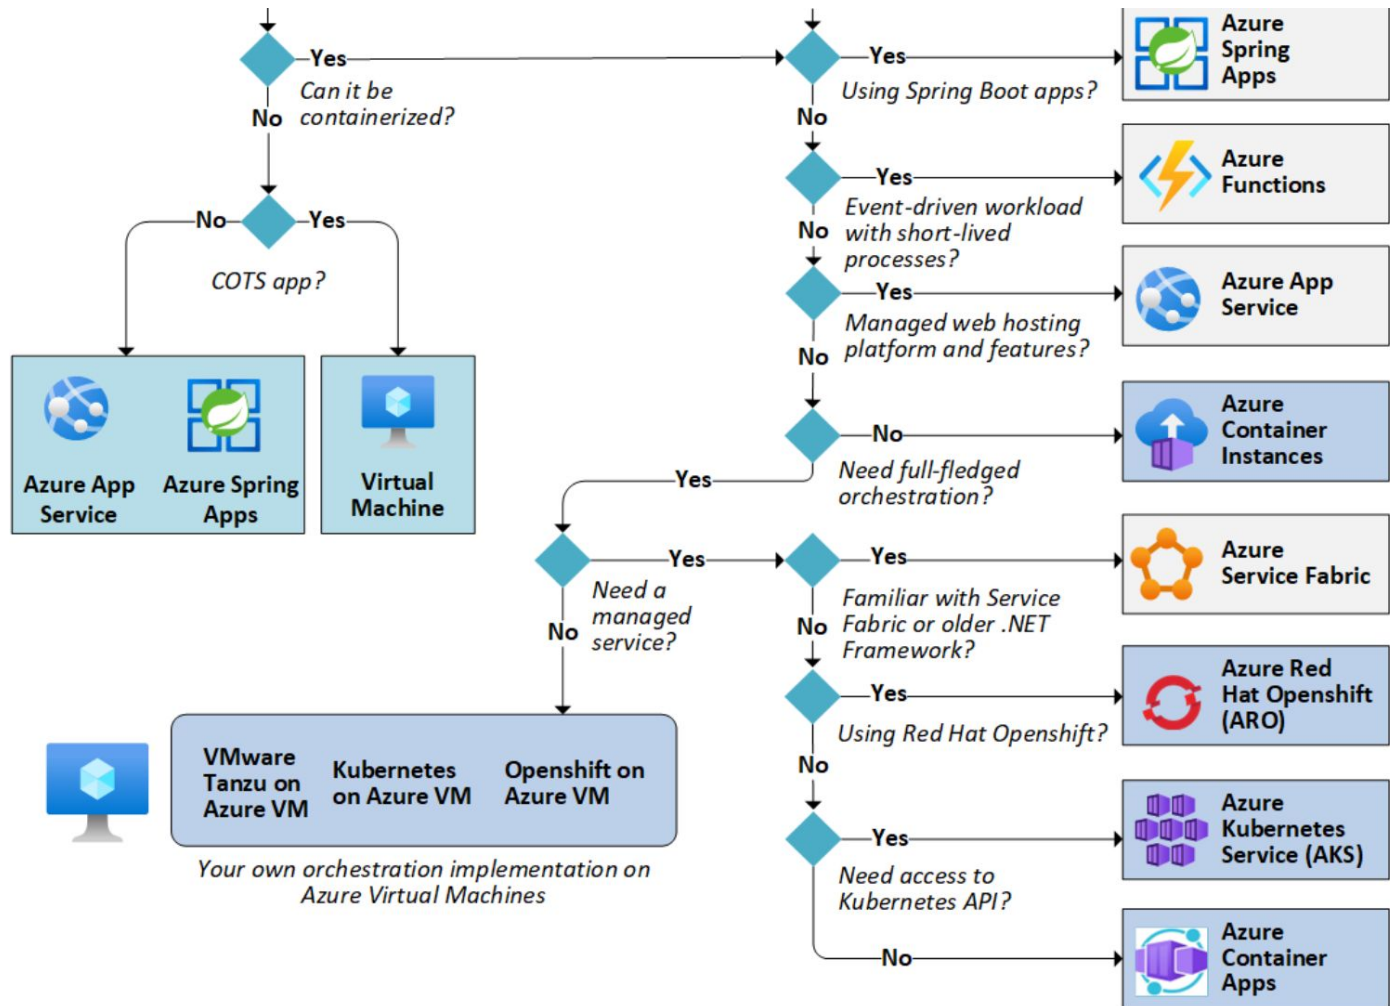 Yes
Can it be
containerized?
No
No
Yes
COTS app?
Azure App
Service
Azure Spring
Apps
Virtual
Machine
Yes
Using Spring Boot apps?
No
Azure
Spring
Apps
Yes
Event-driven workload
with short-lived
processes?
No
Azure
Functions
Yes
Managed web hosting
platform and features?
No
Azure App
Service
No
Need full-fledged
orchestration?
Yes
Azure
Container
Instances
Yes
Need a
managed
service?
No
Yes
Familiar with Service
Fabric or older .NET
Framework?
No
Azure
Service Fabric
Yes
Using Red Hat Openshift?
No
Azure Red
Hat Openshift
(ARO)
VMware
Tanzu on
Azure VM
Kubernetes
on Azure VM
Openshift on
Azure VM
Your own orchestration implementation on
Azure Virtual Machines
Yes
Need access to
Kubernetes API?
Azure
Kubernetes
Service (AKS)
No
Azure
Container
Apps